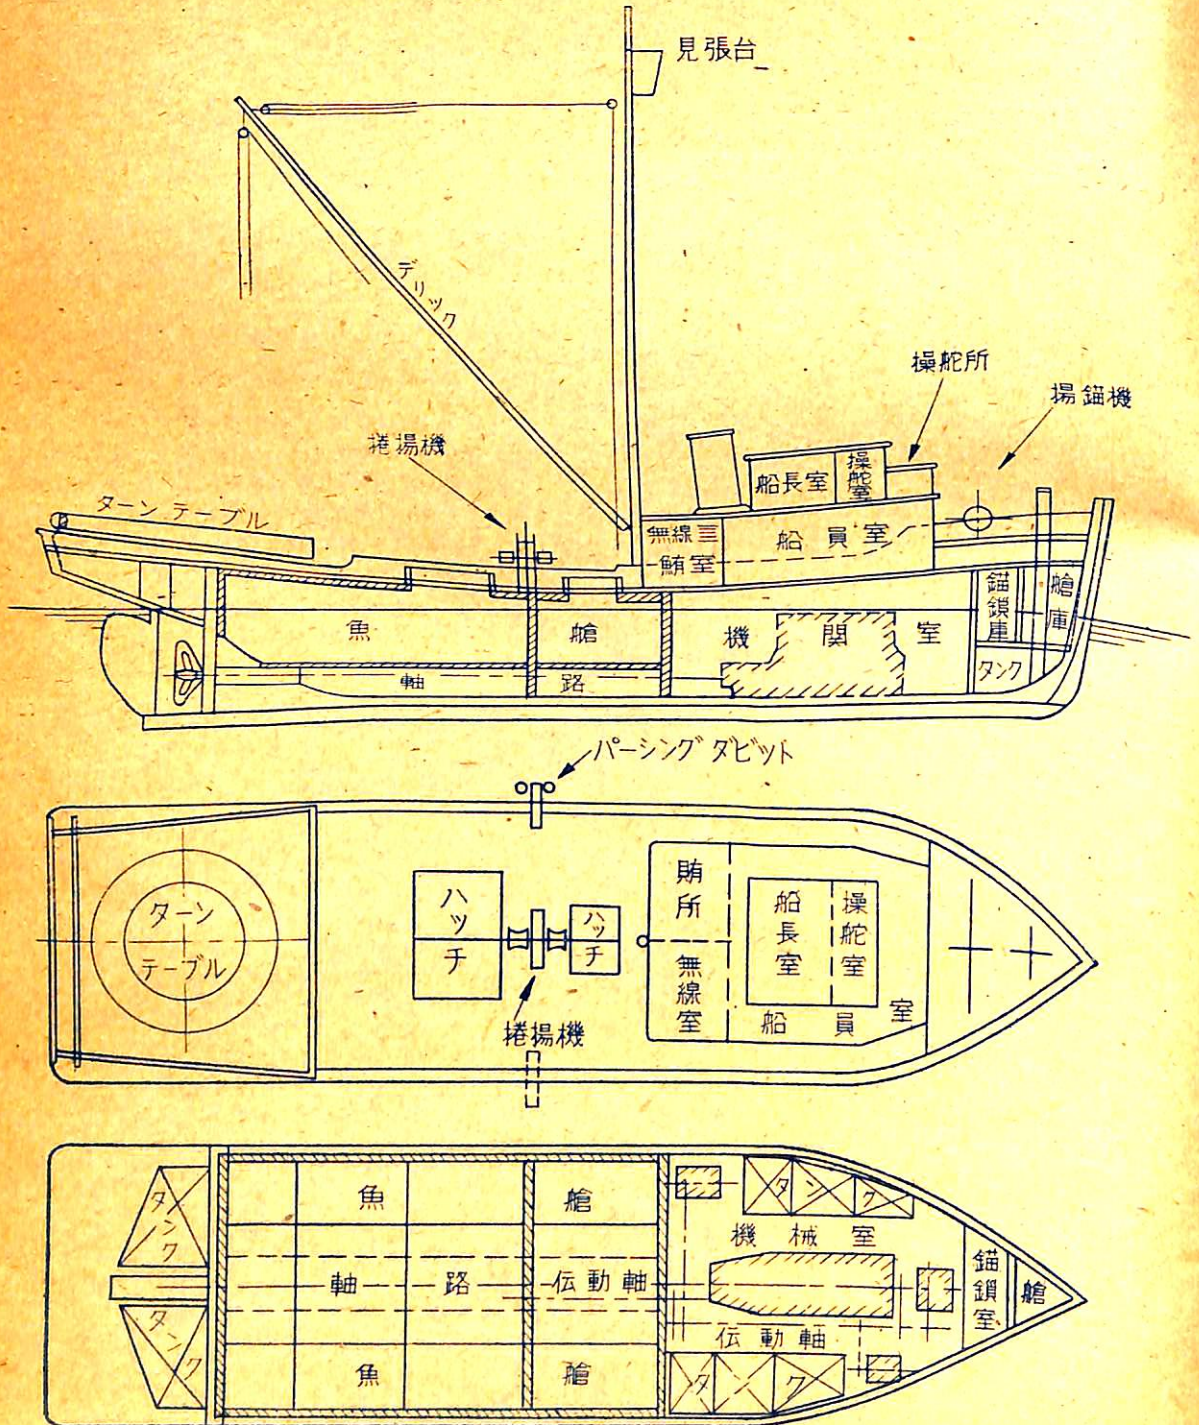 見張台
デリック
操舵所
揚錨機
捲揚機
船長室
操舵室
ターンテーブル
無線室
船員室
鮪室
錨鎖庫
艙庫
魚艙
機関室
軸路
タンク
パーシングダビット
ターン
テーブル
ハッチ
ハッチ
賄所
無線室
船長室
操舵室
船員室
捲揚機
タンク
魚艙
タンク
機械室
軸路
伝動軸
錨鎖室
艙
タンク
伝動軸
魚艙
タンク